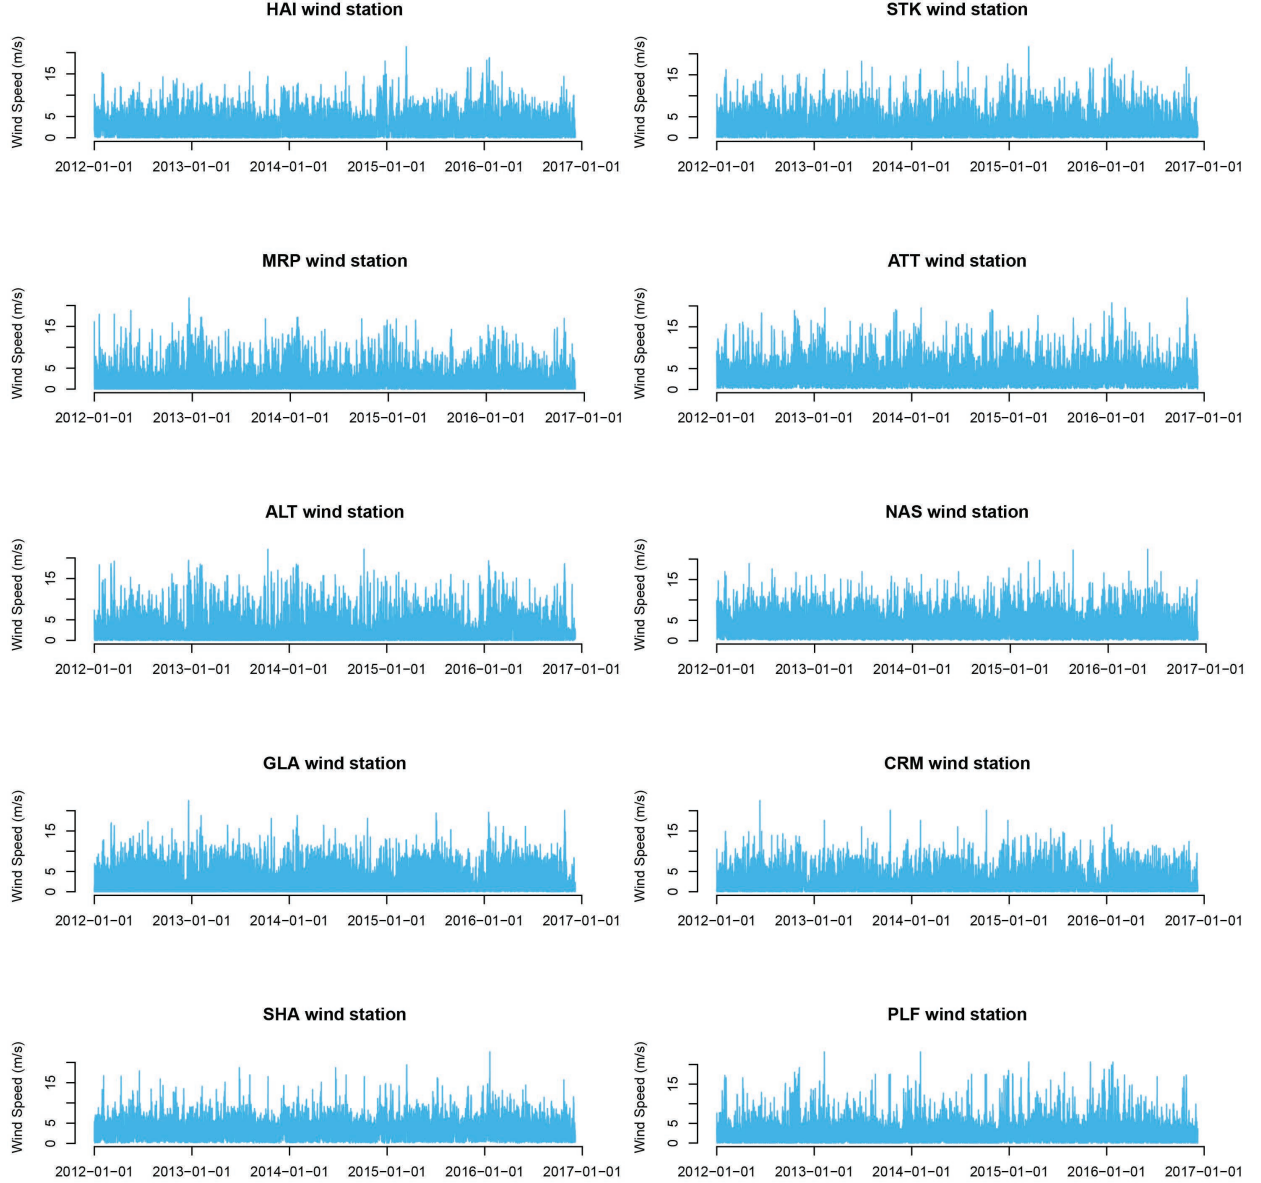 HAI wind station
STK wind station
Wind Speed (m/s)
15
5
0
2012−01−01 2013−01−01 2014−01−01 2015−01−01 2016−01−01 2017−01−01
Wind Speed (m/s)
15
5
0
2012−01−01 2013−01−01 2014−01−01 2015−01−01 2016−01−01 2017−01−01
MRP wind station
ATT wind station
Wind Speed (m/s)
15
5
0
2012−01−01 2013−01−01 2014−01−01 2015−01−01 2016−01−01 2017−01−01
Wind Speed (m/s)
15
5
0
2012−01−01 2013−01−01 2014−01−01 2015−01−01 2016−01−01 2017−01−01
ALT wind station
NAS wind station
Wind Speed (m/s)
15
5
0
2012−01−01 2013−01−01 2014−01−01 2015−01−01 2016−01−01 2017−01−01
Wind Speed (m/s)
15
5
0
2012−01−01 2013−01−01 2014−01−01 2015−01−01 2016−01−01 2017−01−01
GLA wind station
CRM wind station
Wind Speed (m/s)
15
5
0
2012−01−01 2013−01−01 2014−01−01 2015−01−01 2016−01−01 2017−01−01
Wind Speed (m/s)
15
5
0
2012−01−01 2013−01−01 2014−01−01 2015−01−01 2016−01−01 2017−01−01
SHA wind station
PLF wind station
Wind Speed (m/s)
15
5
0
2012−01−01 2013−01−01 2014−01−01 2015−01−01 2016−01−01 2017−01−01
Wind Speed (m/s)
15
5
0
2012−01−01 2013−01−01 2014−01−01 2015−01−01 2016−01−01 2017−01−01